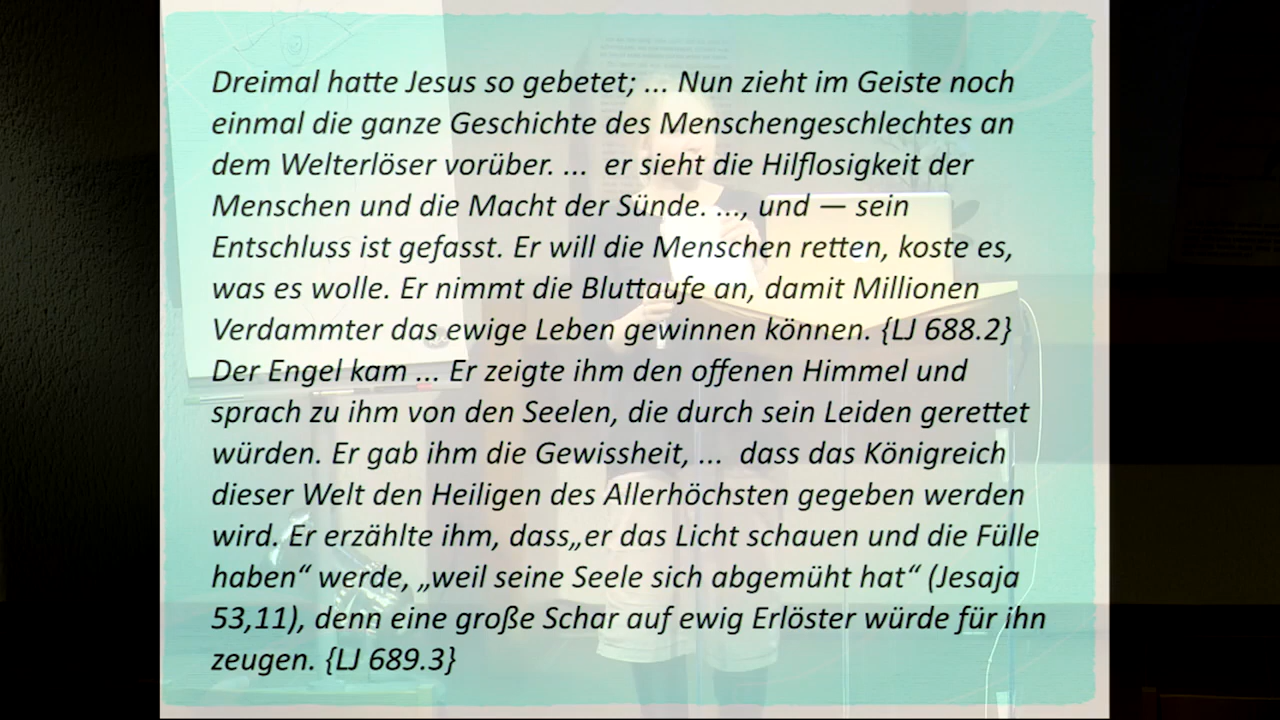 Dreimal hatte Jesus so gebetet; ... Nun zieht im Geiste noch
einmal die ganze Geschichte des Menschengeschlechtes an
dem Welterlöser vorüber. ... er sieht die Hilflosigkeit der
Menschen und die Macht der Sünde. ..., und — sein
Entschluss ist gefasst. Er will die Menschen retten, koste es,
was es wolle. Er nimmt die Bluttaufe an, damit Millionen
Verdammter das ewige Leben gewinnen können. {LJ 688.2}
Der Engel kam ... Er zeigte ihm den offenen Himmel und
sprach zu ihm von den Seelen, die durch sein Leiden gerettet
würden. Er gab ihm die Gewissheit, ... dass das Königreich
dieser Welt den Heiligen des Allerhöchsten gegeben werden
wird. Er erzählte ihm, dass„er das Licht schauen und die Fülle
haben“ werde, „weil seine Seele sich abgemüht hat“ (Jesaja
53,11), denn eine große Schar auf ewig Erlöster würde für ihn
zeugen. {LJ 689.3}